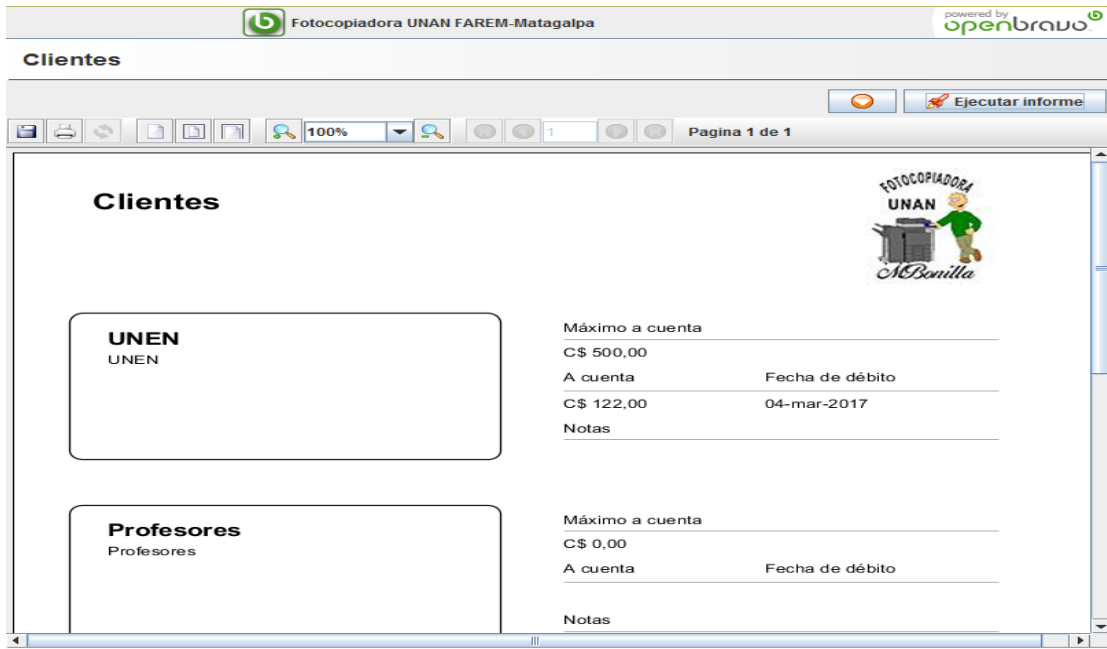 Fotocopiadora UNAN FAREM-Matagalpa
powered by
openbravo
Clientes
Ejecutar informe
100%
1
Pagina 1 de 1
Clientes
FOTOCOPIADORA
UNAN
MBonilla
UNEN
UNEN
Máximo a cuenta
C$ 500,00
A cuenta Fecha de débito
C$ 122,00 04-mar-2017
Notas
Profesores
Profesores
Máximo a cuenta
C$ 0,00
A cuenta Fecha de débito
Notas